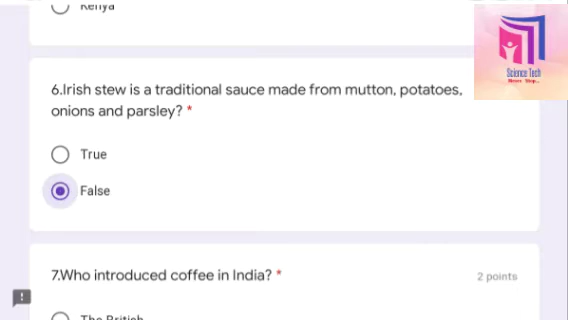 Kenya
Science Tech
6.Irish stew is a traditional sauce made from mutton, potatoes,
onions and parsley? *
True
False
7.Who introduced coffee in India? *
2 points
The British